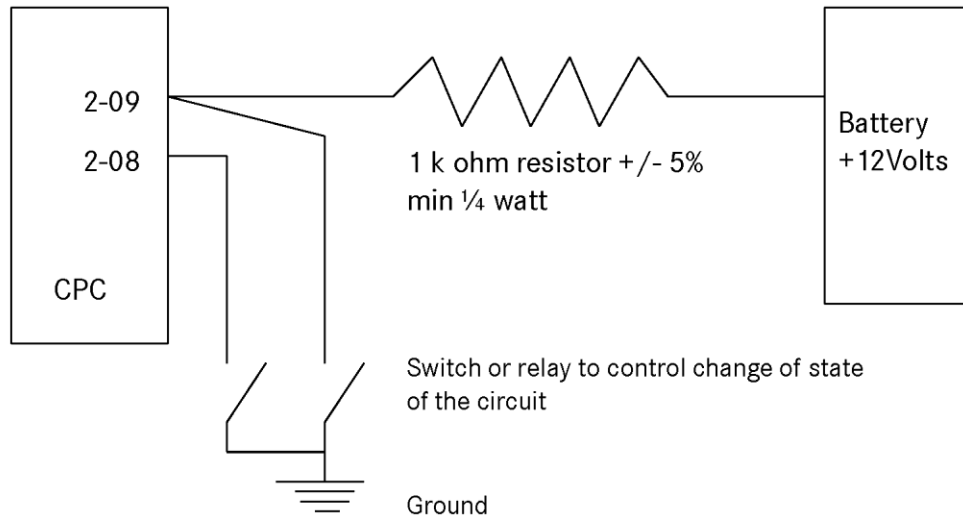 2-09
2-08
CPC
1 k ohm resistor +/- 5%
min ¼ watt
Battery
+12Volts
Switch or relay to control change of state
of the circuit
Ground